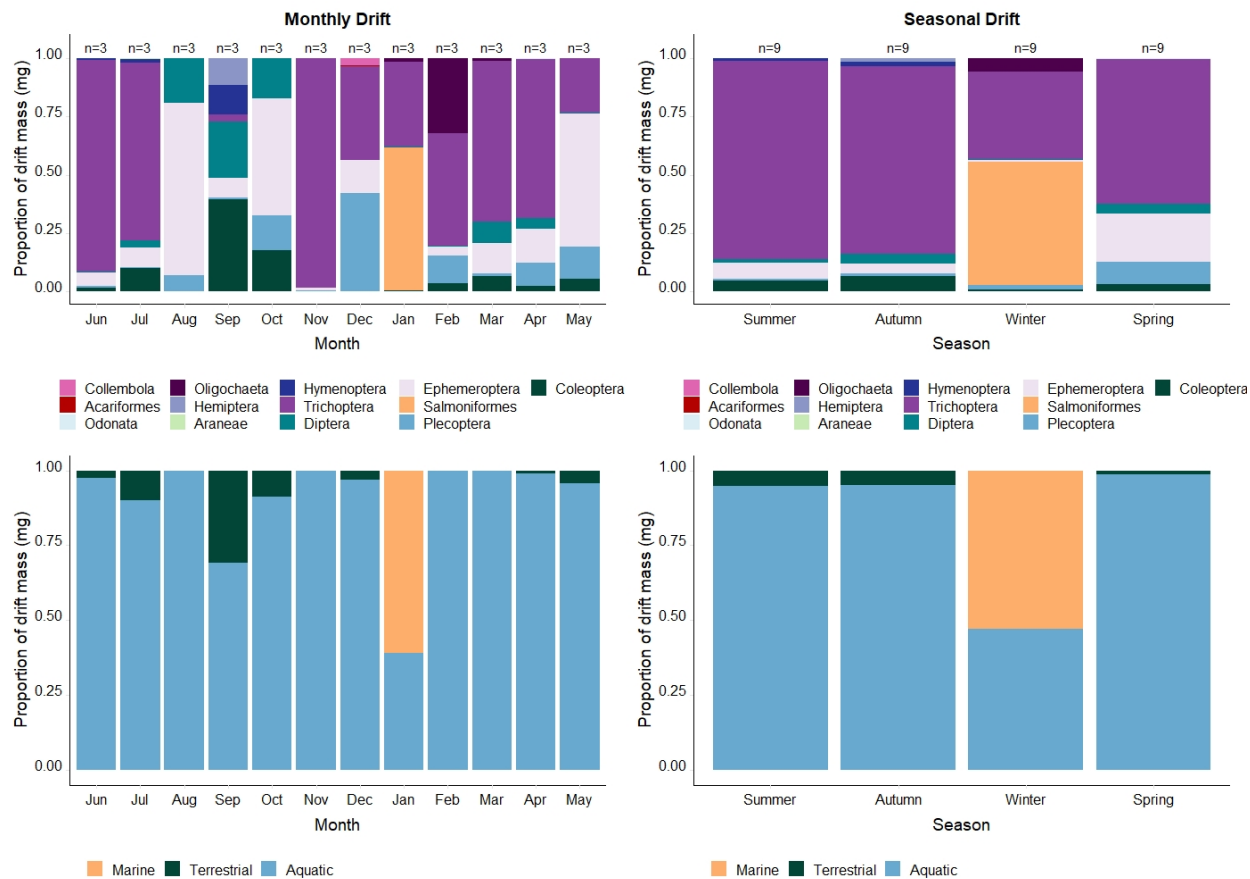 Monthly Drift
n=3 n=3 n=3 n=3 n=3 n=3 n=3 n=3 n=3 n=3 n=3 n=3
Proportion of drift mass (mg)
1.00
0.75
0.50
0.25
0.00
Jun Jul Aug Sep Oct Nov Dec Jan Feb Mar Apr May
Month
Collembola Oligochaeta Hymenoptera Ephemeroptera Coleoptera
Acariformes Hemiptera Trichoptera Salmoniformes
Odonata Araneae Diptera Plecoptera
Seasonal Drift
n=9 n=9 n=9 n=9
Proportion of drift mass (mg)
1.00
0.75
0.50
0.25
0.00
Summer Autumn Winter Spring
Season
Collembola Oligochaeta Hymenoptera Ephemeroptera Coleoptera
Acariformes Hemiptera Trichoptera Salmoniformes
Odonata Araneae Diptera Plecoptera
Proportion of drift mass (mg)
1.00
0.75
0.50
0.25
0.00
Jun Jul Aug Sep Oct Nov Dec Jan Feb Mar Apr May
Month
Marine Terrestrial Aquatic
Proportion of drift mass (mg)
1.00
0.75
0.50
0.25
0.00
Summer Autumn Winter Spring
Season
Marine Terrestrial Aquatic